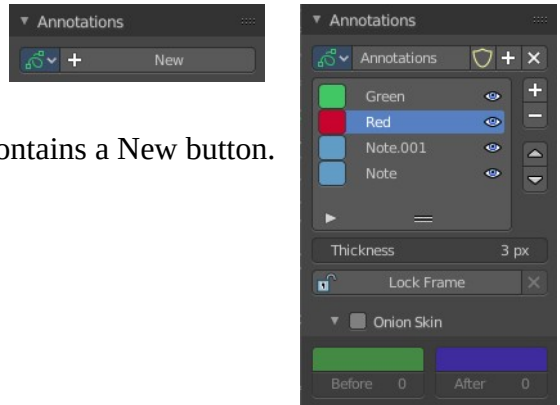 Annotations
New
ontains a New button.
Annotations
Annotations
Green
Red
Note.001
Note
Thickness 3 px
Lock Frame
Onion Skin
Before 0 After 0